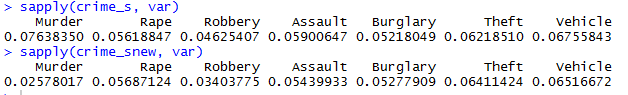 > sapply(crime_s, var)
Murder Rape Robbery Assault Burglary Theft Vehicle
0.07638350 0.05618847 0.04625407 0.05900647 0.05218049 0.06218510 0.06755843
> sapply(crime_snew, var)
Murder Rape Robbery Assault Burglary Theft Vehicle
0.02578017 0.05687124 0.03403775 0.05439933 0.05277909 0.06411424 0.06516672